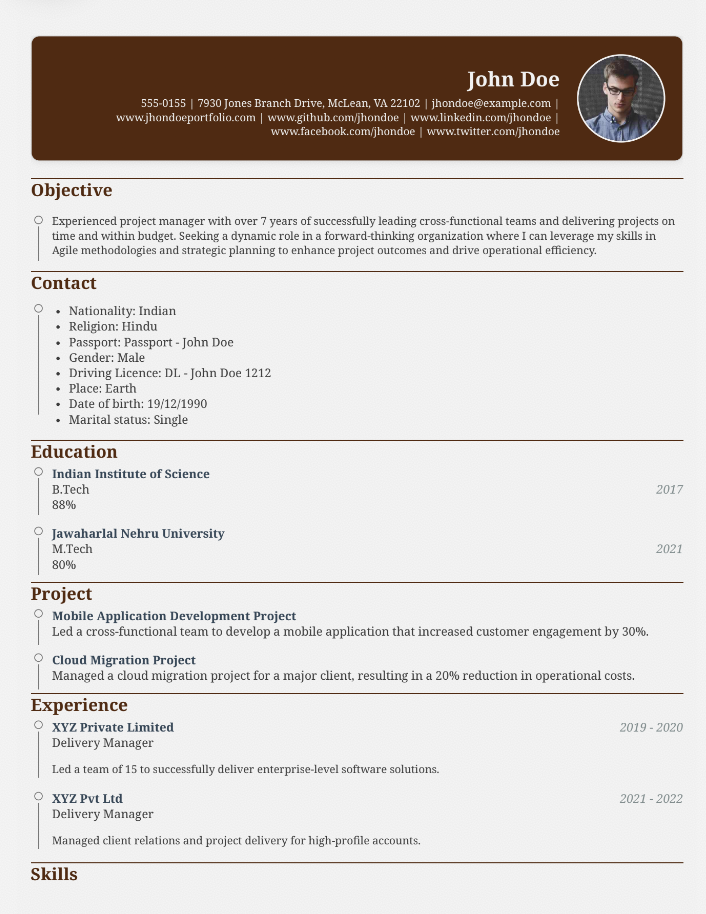 John Doe
555-0155 | 7930 Jones Branch Drive, McLean, VA 22102 | jhondoe@example.com |
www.jhondoeportfolio.com | www.github.com/jhondoe | www.linkedin.com/jhondoe |
www.facebook.com/jhondoe | www.twitter.com/jhondoe
Objective
Experienced project manager with over 7 years of successfully leading cross-functional teams and delivering projects on
time and within budget. Seeking a dynamic role in a forward-thinking organization where I can leverage my skills in
Agile methodologies and strategic planning to enhance project outcomes and drive operational efficiency.
Contact
• Nationality: Indian
• Religion: Hindu
• Passport: Passport - John Doe
• Gender: Male
• Driving Licence: DL - John Doe 1212
• Place: Earth
• Date of birth: 19/12/1990
• Marital status: Single
Education
Indian Institute of Science
B.Tech 2017
88%
Jawaharlal Nehru University
M.Tech 2021
80%
Project
Mobile Application Development Project
Led a cross-functional team to develop a mobile application that increased customer engagement by 30%.
Cloud Migration Project
Managed a cloud migration project for a major client, resulting in a 20% reduction in operational costs.
Experience
XYZ Private Limited 2019 - 2020
Delivery Manager
Led a team of 15 to successfully deliver enterprise-level software solutions.
XYZ Pvt Ltd 2021 - 2022
Delivery Manager
Managed client relations and project delivery for high-profile accounts.
Skills